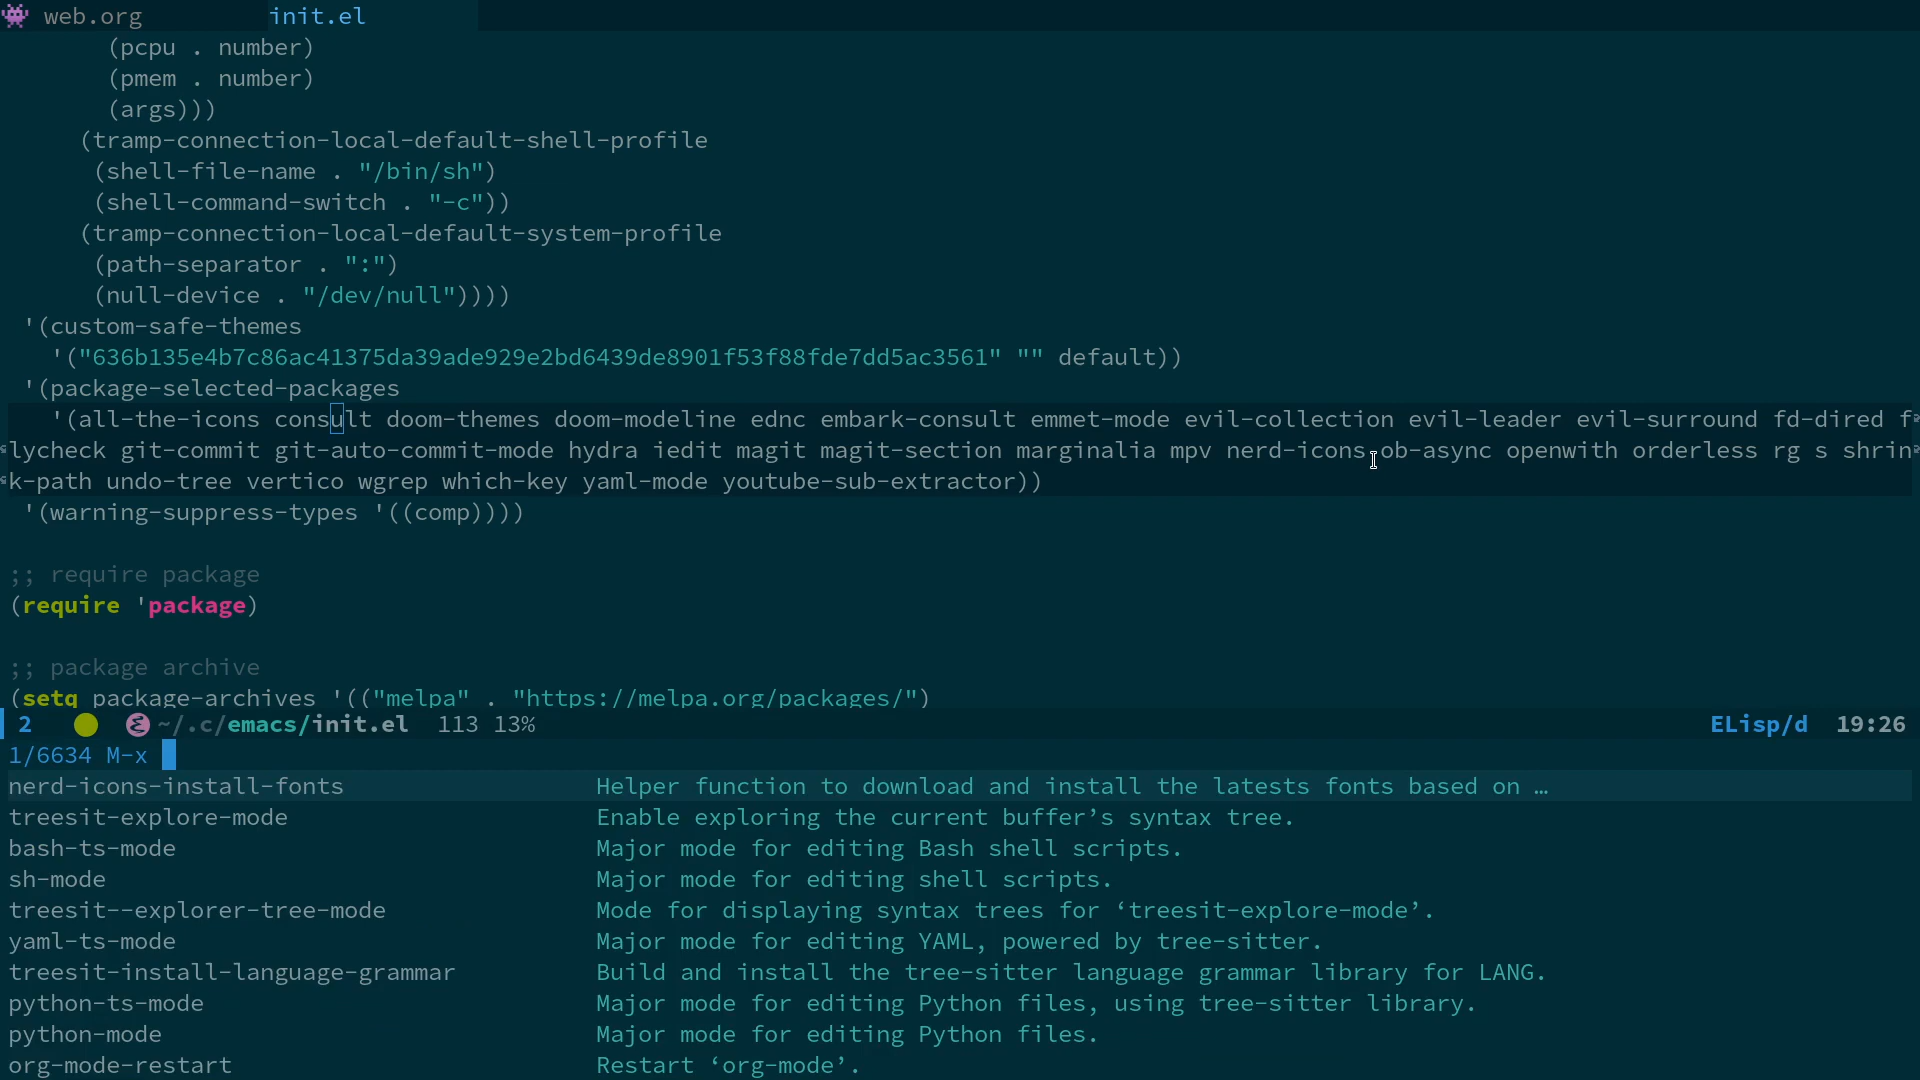 web.org init.el
(pcpu . number)
(pmem . number)
(args)))
(tramp-connection-local-default-shell-profile
(shell-file-name . "/bin/sh")
(shell-command-switch . "-c"))
(tramp-connection-local-default-system-profile
(path-separator . ":")
(null-device . "/dev/null"))))
'(custom-safe-themes
'("636b135e4b7c86ac41375da39ade929e2bd6439de8901f53f88fde7dd5ac3561" "" default))
'(package-selected-packages
'(all-the-icons consult doom-themes doom-modeline ednc embark-consult emmet-mode evil-collection evil-leader evil-surround fd-dired f
lycheck git-commit git-auto-commit-mode hydra iedit magit magit-section marginalia mpv nerd-icons ob-async openwith orderless rg s shrin
k-path undo-tree vertico wgrep which-key yaml-mode youtube-sub-extractor))
'(warning-suppress-types '((comp))))
;; require package
(require 'package)
;; package archive
(setq package-archives '(("melpa" . "https://melpa.org/packages/")
2 ~/.c/emacs/init.el 113 13% ELisp/d 19:26
1/6634 M-x
nerd-icons-install-fonts Helper function to download and install the latests fonts based on …
treesit-explore-mode Enable exploring the current buffer’s syntax tree.
bash-ts-mode Major mode for editing Bash shell scripts.
sh-mode Major mode for editing shell scripts.
treesit--explorer-tree-mode Mode for displaying syntax trees for ‘treesit-explore-mode’.
yaml-ts-mode Major mode for editing YAML, powered by tree-sitter.
treesit-install-language-grammar Build and install the tree-sitter language grammar library for LANG.
python-ts-mode Major mode for editing Python files, using tree-sitter library.
python-mode Major mode for editing Python files.
org-mode-restart Restart ‘org-mode’.